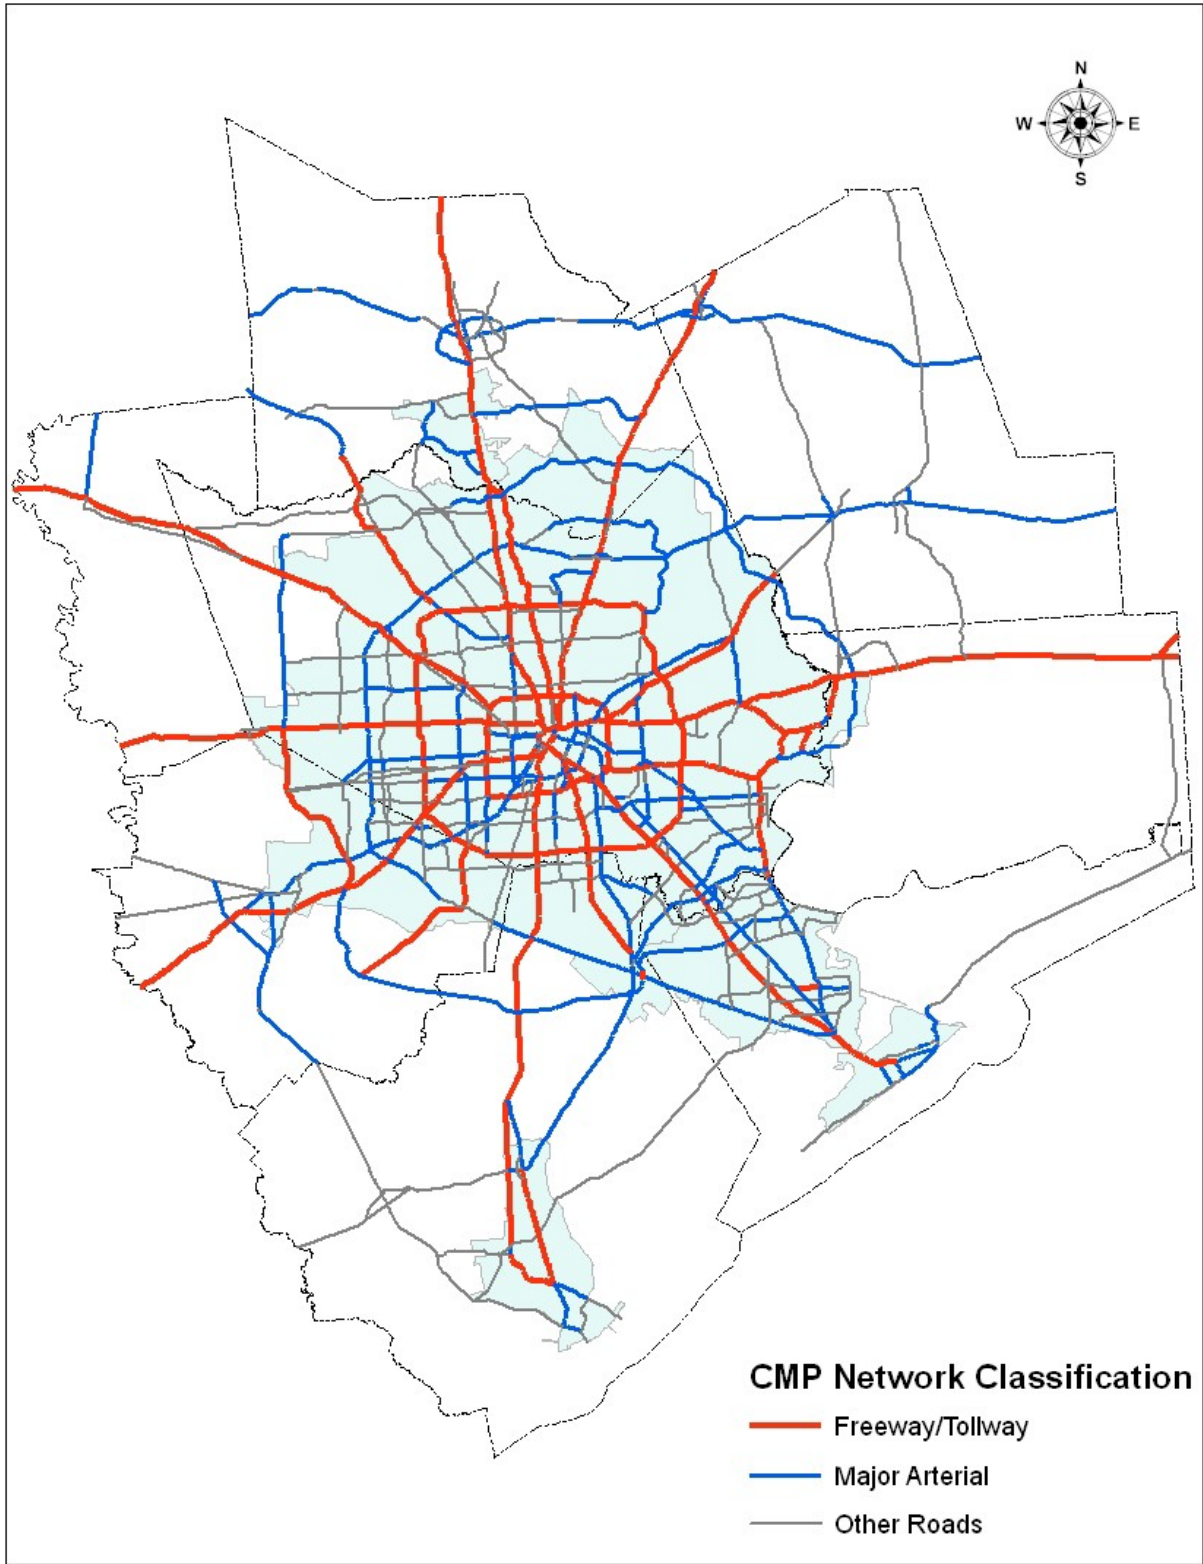 N
W E
S
CMP Network Classification
Freeway/Tollway
Major Arterial
Other Roads